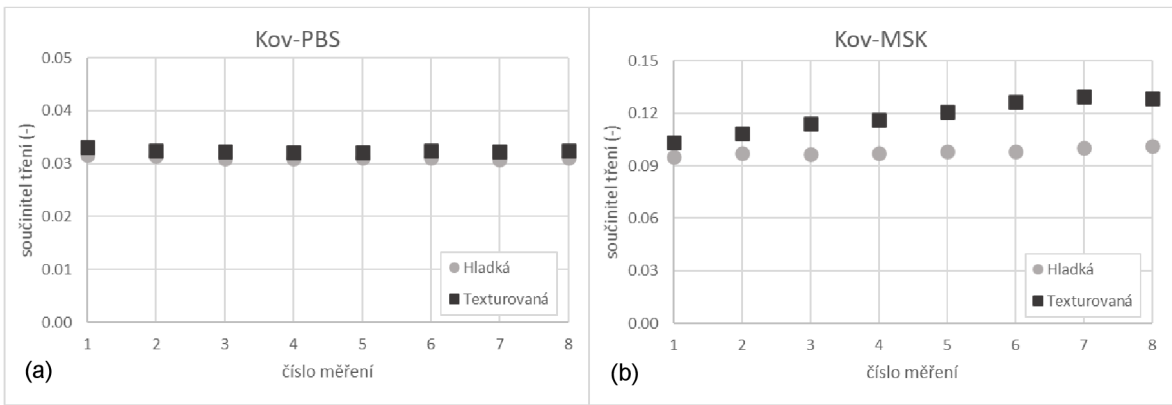 Kov-PBS
0.05
0.04
0.03
0.02
0.01
0.00
součinitel tření (-)
Hladká
Texturovaná
1 2 3 4 5 6 7 8
číslo měření
(a)
Kov-MSK
0.15
0.12
0.09
0.06
0.03
0.00
součinitel tření (-)
Hladká
Texturovaná
1 2 3 4 5 6 7 8
číslo měření
(b)